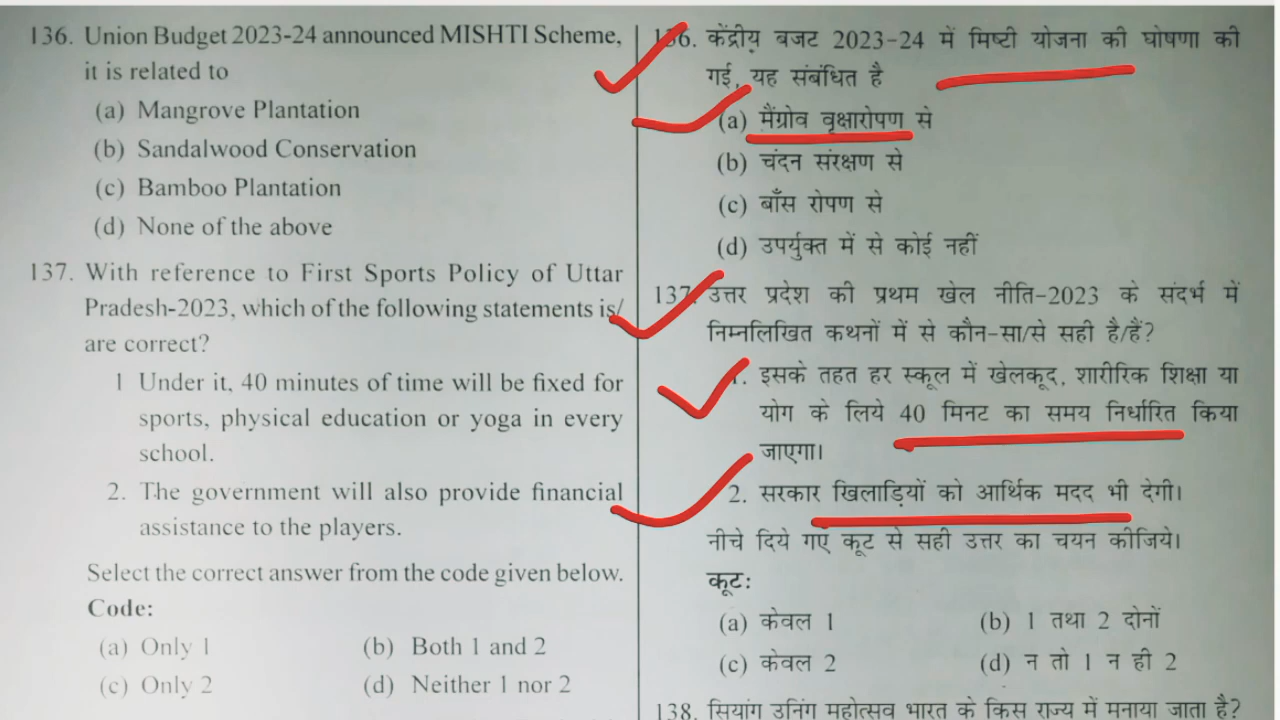 136. Union Budget 2023-24 announced MISHTI Scheme,
it is related to
(a) Mangrove Plantation
(b) Sandalwood Conservation
(c) Bamboo Plantation
(d) None of the above
137. With reference to First Sports Policy of Uttar
Pradesh-2023, which of the following statements is/
are correct?
1 Under it, 40 minutes of time will be fixed for
sports, physical education or yoga in every
school.
2. The government will also provide financial
assistance to the players.
Select the correct answer from the code given below.
Code:
(a) Only 1
(b) Both 1 and 2
(c) Only 2
(d) Neither 1 nor 2
136. केंद्रीय बजट 2023-24 में मिष्टी योजना की घोषणा की
गई, यह संबंधित है
(a) मैंग्रोव वृक्षारोपण से
(b) चंदन संरक्षण से
(c) बाँस रोपण से
(d) उपर्युक्त में से कोई नहीं
137. उत्तर प्रदेश की प्रथम खेल नीति-2023 के संदर्भ में
निम्नलिखित कथनों में से कौन-सा/से सही है/हैं?
1. इसके तहत हर स्कूल में खेलकूद, शारीरिक शिक्षा या
योग के लिये 40 मिनट का समय निर्धारित किया
जाएगा।
2. सरकार खिलाड़ियों को आर्थिक मदद भी देगी।
नीचे दिये गए कूट से सही उत्तर का चयन कीजिये।
कूट:
(a) केवल 1
(b) 1 तथा 2 दोनों
(c) केवल 2
(d) न तो 1 न ही 2
138. सियांग उनिंग महोत्सव भारत के किस राज्य में मनाया जाता है?